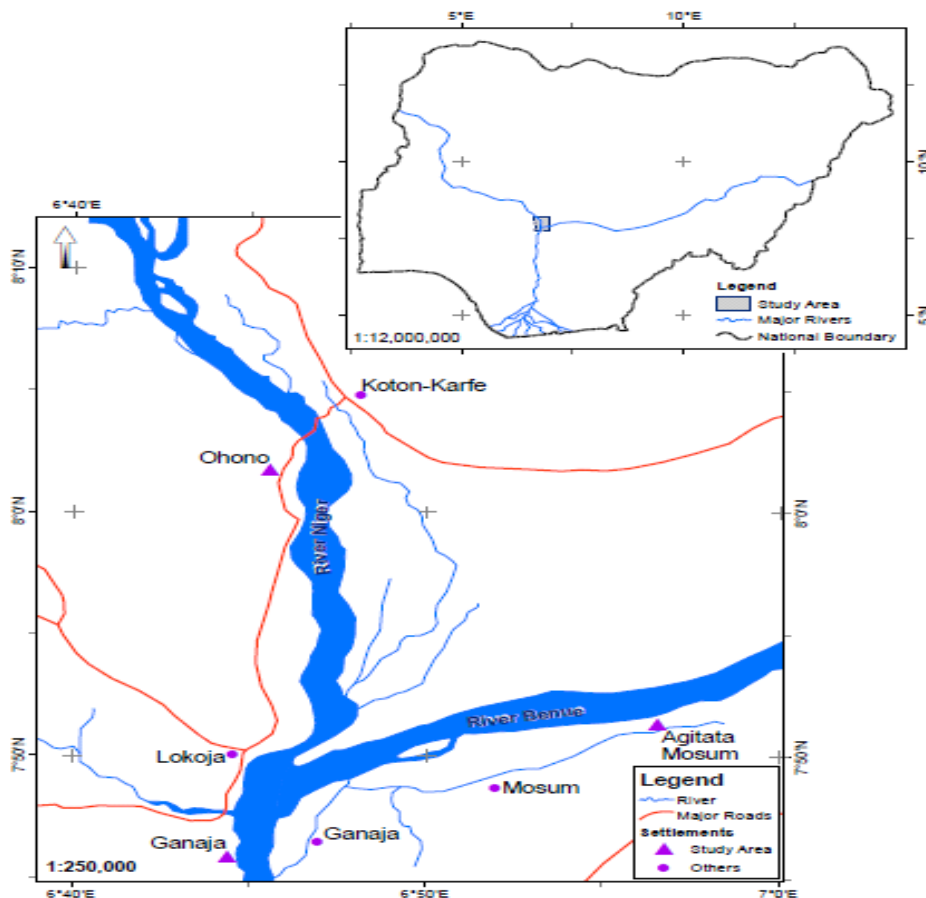 5°E
10°E
10°N
5°N
Legend
Study Area
Major Rivers
National Boundary
1:12,000,000
6°40'E
8°10'N
Koton-Karfe
Ohono
8°0'N
8°0'N
River Niger
River Benue
Agitata
Mosum
7°50'N
7°50'N
Lokoja
Mosum
Ganaja
Ganaja
1:250,000
Legend
River
Major Roads
Settlements
Study Area
Others
6°40'E
6°50'E
7°0'E